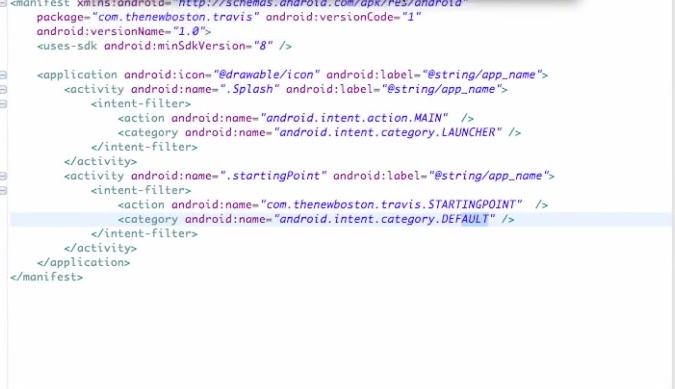 <manifest xmlns:android="http://schemas.android.com/apk/res/android"
package="com.thenewboston.travis" android:versionCode="1"
android:versionName="1.0">
<uses-sdk android:minSdkVersion="8" />
<application android:icon="@drawable/icon" android:label="@string/app_name">
<activity android:name=".Splash" android:label="@string/app_name">
<intent-filter>
<action android:name="android.intent.action.MAIN" />
<category android:name="android.intent.category.LAUNCHER" />
</intent-filter>
</activity>
<activity android:name=".startingPoint" android:label="@string/app_name">
<intent-filter>
<action android:name="com.thenewboston.travis.STARTINGPOINT" />
<category android:name="android.intent.category.DEFAULT" />
</intent-filter>
</activity>
</application>
</manifest>